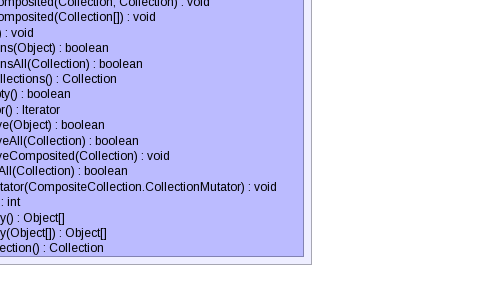 omposited(Collection, Collection) : void
omposited(Collection[]) : void
) : void
ns(Object) : boolean
nsAll(Collection) : boolean
llections() : Collection
ty() : boolean
or() : Iterator
ve(Object) : boolean
veAll(Collection) : boolean
veComposited(Collection) : void
All(Collection) : boolean
tator(CompositeCollection.CollectionMutator) : void
: int
y() : Object[]
y(Object[]) : Object[]
ection() : Collection